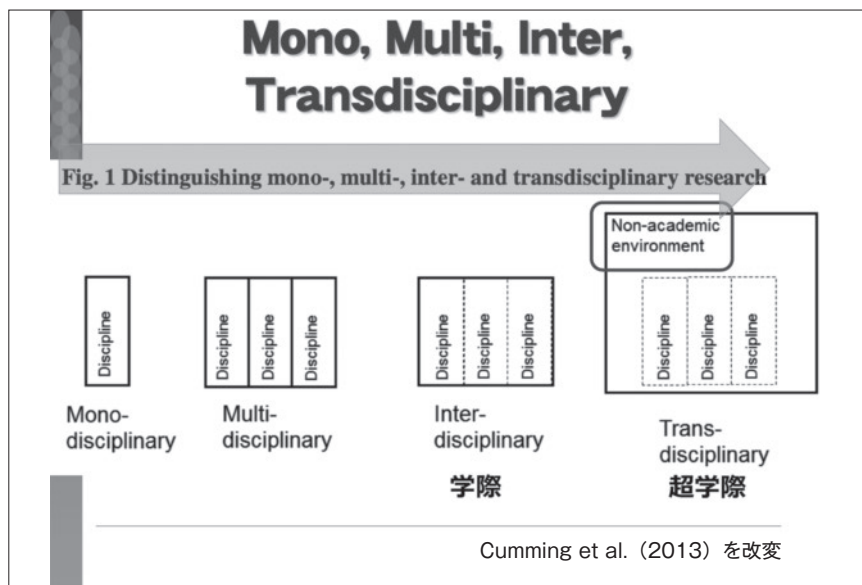 Mono, Multi, Inter,
Transdisciplinary
Fig. 1 Distinguishing mono-, multi-, inter- and transdisciplinary research
Non-academic
environment
Discipline
Discipline
Discipline
Discipline
Discipline
Discipline
Discipline
Discipline
Discipline
Discipline
Mono-
disciplinary
Multi-
disciplinary
Inter-
disciplinary
学際
Trans-
disciplinary
超学際
Cumming et al.（2013）を改変